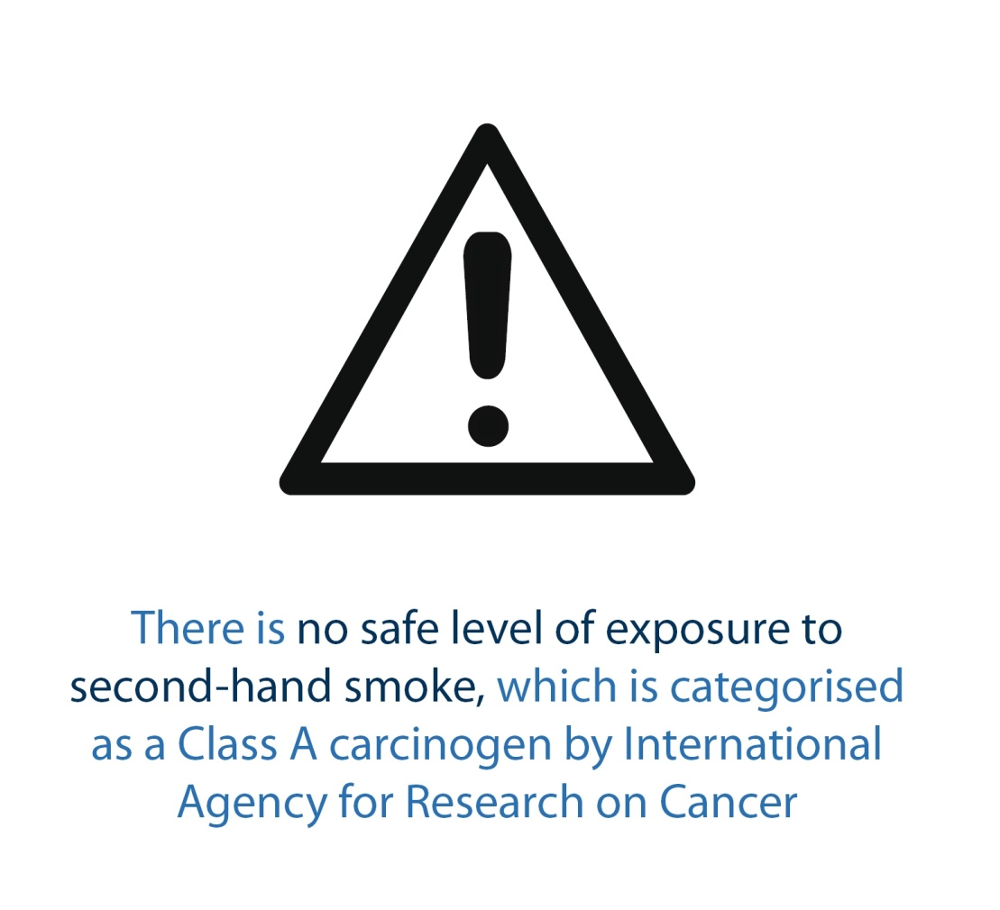 There is no safe level of exposure to
second-hand smoke, which is categorised
as a Class A carcinogen by International
Agency for Research on Cancer